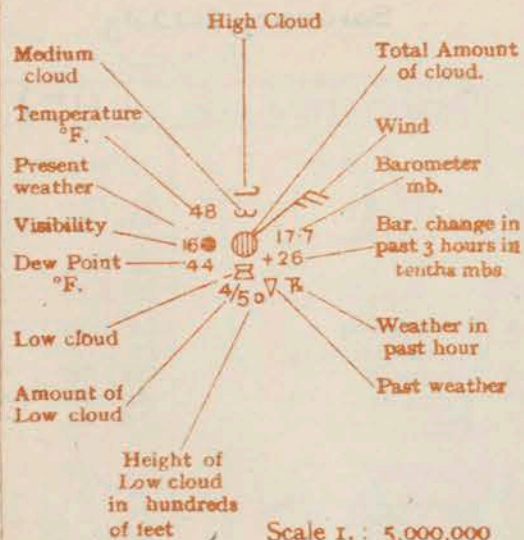 High Cloud
Medium
cloud
Total Amount
of cloud.
Temperature
°F.
Wind
Present
weather
Barometer
mb.
48
Visibility
16
17.7
Bar. change in
past 3 hours in
tenths mbs.
Dew Point
°F.
44
+26
4/5
Low cloud
Weather in
past hour
Amount of
Low cloud
Past weather
Height of
Low cloud
in hundreds
of feet
Scale 1. : 5,000,000